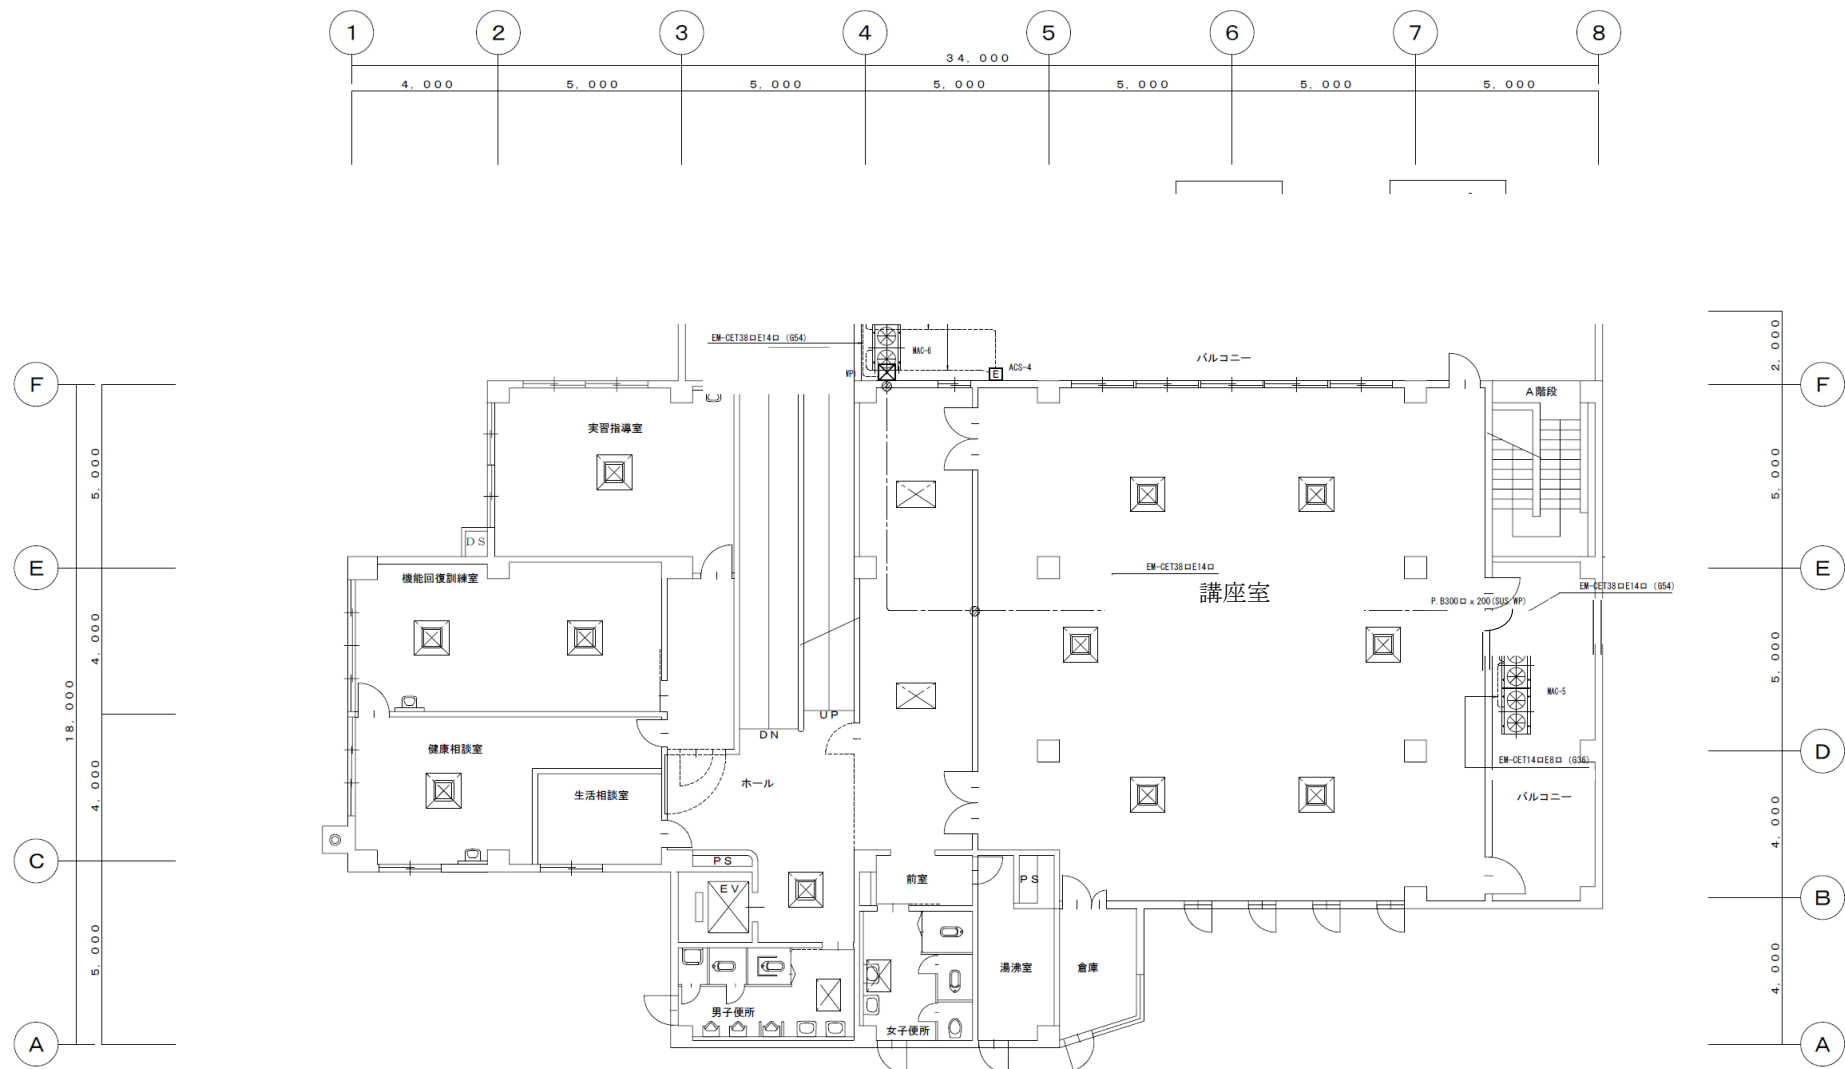 1 2 3 4 5 6 7 8
34,000
4,000 5,000 5,000 5,000 5,000 5,000 5,000
EM-CET38□E14□ (G54)
MAC-6
WP)
E
ACS-4
バルコニー
2,000
F
F
A階段
実習指導室
5,000
5,000
DS
E
EM-CET38□E14□
E
機能回復訓練室
講座室
EM-CET38□E14□ (G54)
P.B300□ x 200(SUS.WP)
4,000
5,000
18,000
MAC-5
UP
DN
健康相談室
D
EM-CET14□E8□ (G36)
ホール
生活相談室
バルコニー
4,000
4,000
C
PS
前室
PS
EV
B
5,000
湯沸室
倉庫
4,000
男子便所
女子便所
A
A